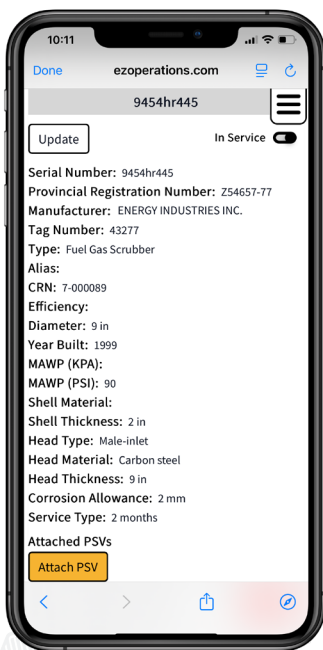 10:11
Done ezoperations.com
9454hr445
Update In Service
Serial Number: 9454hr445
Provincial Registration Number: Z54657-77
Manufacturer: ENERGY INDUSTRIES INC.
Tag Number: 43277
Type: Fuel Gas Scrubber
Alias:
CRN: 7-000089
Efficiency:
Diameter: 9 in
Year Built: 1999
MAWP (KPA):
MAWP (PSI): 90
Shell Material:
Shell Thickness: 2 in
Head Type: Male-inlet
Head Material: Carbon steel
Head Thickness: 9 in
Corrosion Allowance: 2 mm
Service Type: 2 months
Attached PSVs
Attach PSV